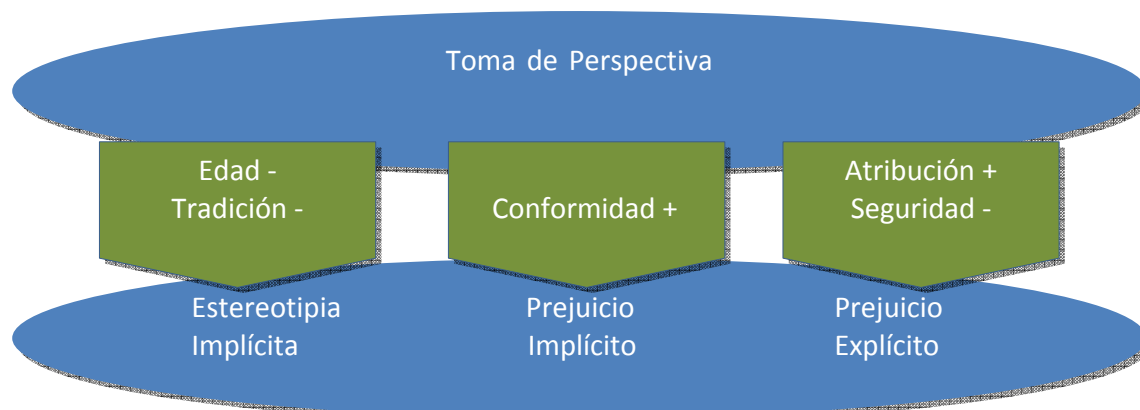 Toma de Perspectiva
Edad -
Tradición -
Conformidad +
Atribución +
Seguridad -
Estereotipia
Implícita
Prejuicio
Implícito
Prejuicio
Explícito